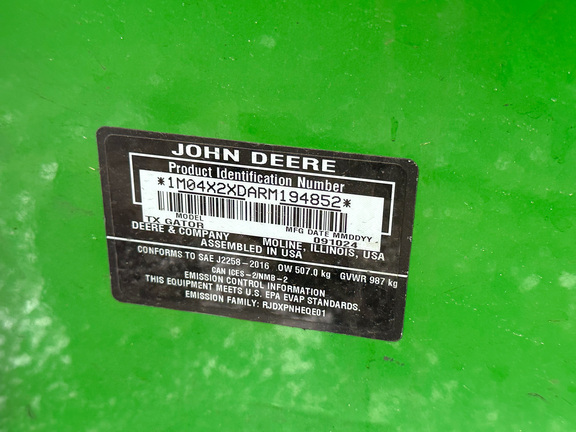 JOHN DEERE
Product Identification Number
*1M04X2XDARM194852*
MODEL MFG DATE MMDDYY
TX GATOR 091024
DEERE & COMPANY MOLINE, ILLINOIS, USA
ASSEMBLED IN USA
CONFORMS TO SAE J2258-2016 OW 507.0 kg GVWR 987 kg
CAN ICES-2/NMB-2
EMISSION CONTROL INFORMATION
THIS EQUIPMENT MEETS U.S. EPA EVAP STANDARDS.
EMISSION FAMILY: RJDXPNHEQE01